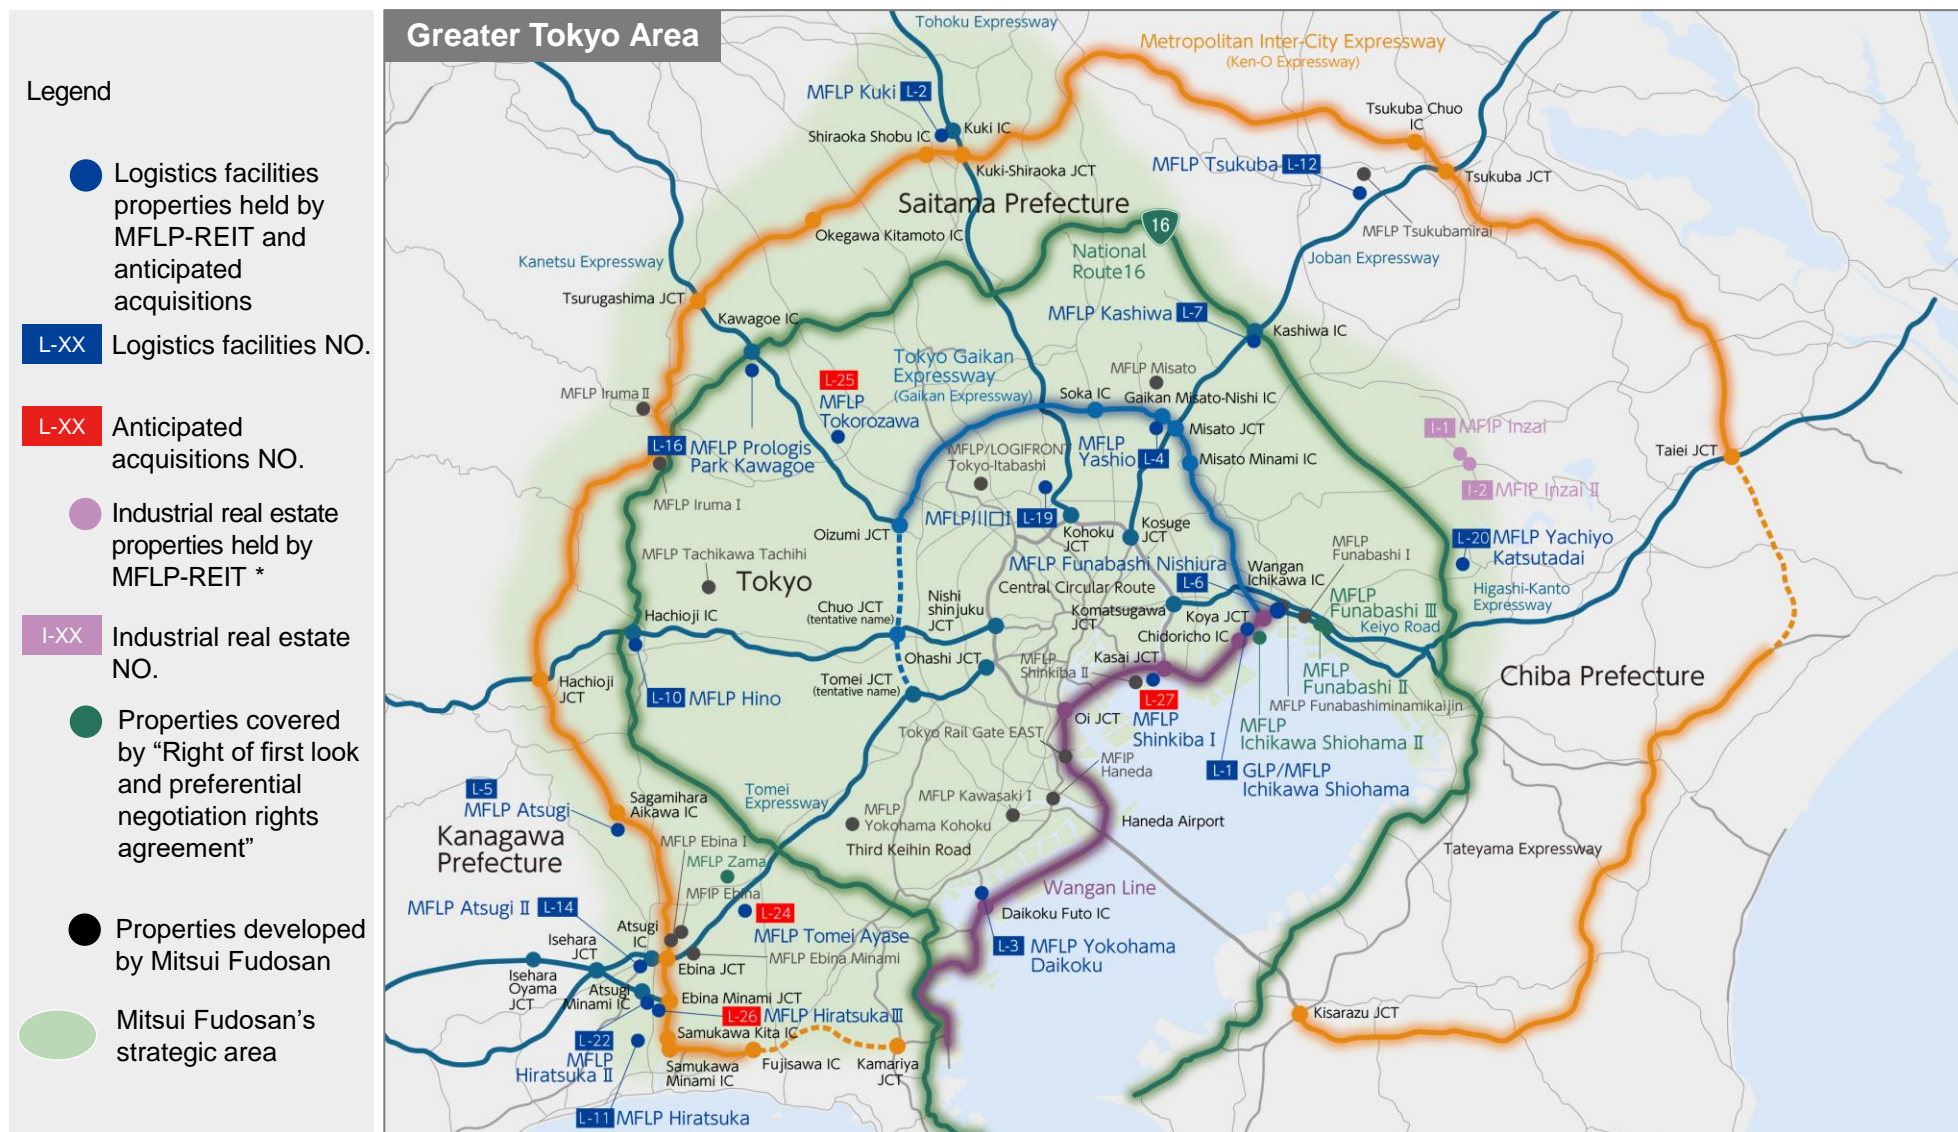 Legend
Logistics facilities
properties held by
MFLP-REIT and
anticipated
acquisitions
L-XX
Logistics facilities NO.
L-XX
Anticipated
acquisitions NO.
Industrial real estate
properties held by
MFLP-REIT *
I-XX
Industrial real estate
NO.
Properties covered
by “Right of first look
and preferential
negotiation rights
agreement”
Properties developed
by Mitsui Fudosan
Mitsui Fudosan’s
strategic area
Greater Tokyo Area
Tohoku Expressway
Metropolitan Inter-City Expressway
(Ken-O Expressway)
MFLP Kuki
L-2
Kuki IC
Shiraoka Shobu IC
Kuki-Shiraoka JCT
Tsukuba Chuo
IC
MFLP Tsukuba
L-12
Tsukuba JCT
Saitama Prefecture
16
MFLP Tsukubamirai
Okegawa Kitamoto IC
National
Route16
Joban Expressway
Kanetsu Expressway
Tsurugashima JCT
Kawagoe IC
MFLP Kashiwa
L-7
Kashiwa IC
Tokyo Gaikan
Expressway
(Gaikan Expressway)
MFLP Misato
L-25
MFLP
Tokorozawa
MFLP Iruma II
Soka IC
Gaikan Misato-Nishi IC
Misato JCT
L-16
MFLP Prologis
Park Kawagoe
MFLP/LOGIFRONT
Tokyo-Itabashi
MFLP
Yashio
L-4
Misato Minami IC
I-1
MFIP Inzai
Taiei JCT
I-2
MFIP Inzai II
MFLP Iruma I
MFLP川口I
L-19
Oizumi JCT
Kohoku
JCT
Kosuge
JCT
L-20
MFLP Yachiyo
Katsutadai
MFLP Tachikawa Tachihi
Tokyo
MFLP Funabashi Nishiura
L-6
Wangan
Ichikawa IC
MFLP
Funabashi I
Central Circular Route
MFLP
Funabashi III
Higashi-Kanto
Expressway
Hachioji IC
Chuo JCT
(tentative name)
Nishi
shinjuku
JCT
Komatsugawa
JCT
Koya JCT
Keiyo Road
Chidoricho IC
Ohashi JCT
MFLP
Shinkiba II
Kasai JCT
MFLP
Funabashi II
Chiba Prefecture
Hachioji
JCT
L-10
MFLP Hino
Tomei JCT
(tentative name)
L-27
MFLP
Shinkiba I
MFLP Funabashiminamikaijin
Oi JCT
MFLP
Ichikawa Shiohama II
Tokyo Rail Gate EAST
MFIP
Haneda
L-1
GLP/MFLP
Ichikawa Shiohama
L-5
MFLP Atsugi
Sagamihara
Aikawa IC
Tomei
Expressway
MFLP Kawasaki I
MFLP
Yokohama Kohoku
Haneda Airport
Kanagawa
Prefecture
MFLP Ebina I
MFLP Zama
Third Keihin Road
Tateyama Expressway
MFIP Ebina
Wangan Line
MFLP Atsugi II
L-14
L-24
MFLP Tomei Ayase
Daikoku Futo IC
Atsugi
IC
Isehara
JCT
MFLP Ebina Minami
L-3
MFLP Yokohama
Daikoku
Isehara
Oyama
JCT
Ebina JCT
Atsugi
Minami IC
Ebina Minami JCT
L-26
MFLP Hiratsuka III
Kisarazu JCT
Samukawa Kita IC
L-22
MFLP
Hiratsuka II
Samukawa
Minami IC
Fujisawa IC
Kamariya
JCT
L-11
MFLP Hiratsuka